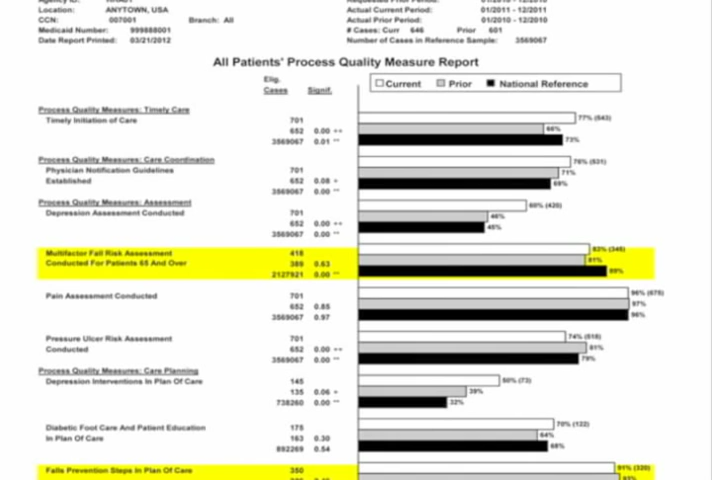 Location: ANYTOWN, USA
CCN: 007001 Branch: All
Medicaid Number: 999888001
Date Report Printed: 03/21/2012
Actual Current Period: 01/2011 - 12/2011
Actual Prior Period: 01/2010 - 12/2010
# Cases: Curr 646 Prior 601
Number of Cases in Reference Sample: 3569067
All Patients' Process Quality Measure Report
Elig.
Cases Signif.
Current Prior National Reference
Process Quality Measures: Timely Care
Timely Initiation of Care 701 77% (543)
652 0.00 ++ 66%
3569067 0.01 ** 73%
Process Quality Measures: Care Coordination
Physician Notification Guidelines 701 76% (531)
Established 652 0.08 + 71%
3569067 0.00 ** 69%
Process Quality Measures: Assessment
Depression Assessment Conducted 701 60% (420)
652 0.00 ++ 46%
3569067 0.00 ** 45%
Multifactor Fall Risk Assessment 418 83% (346)
Conducted For Patients 65 And Over 389 0.63 81%
2127921 0.00 **
Pain Assessment Conducted 701 96% (675)
652 0.85 97%
3569067 0.97 96%
Pressure Ulcer Risk Assessment 701 74% (519)
Conducted 652 0.00 ++ 81%
3569067 0.00 ** 79%
Process Quality Measures: Care Planning
Depression Interventions In Plan Of Care 145 50% (73)
135 0.06 + 39%
738260 0.00 ** 32%
Diabetic Foot Care And Patient Education 175 70% (122)
In Plan Of Care 163 0.30 64%
892269 0.54 68%
Falls Prevention Steps In Plan Of Care 350 91% (320)